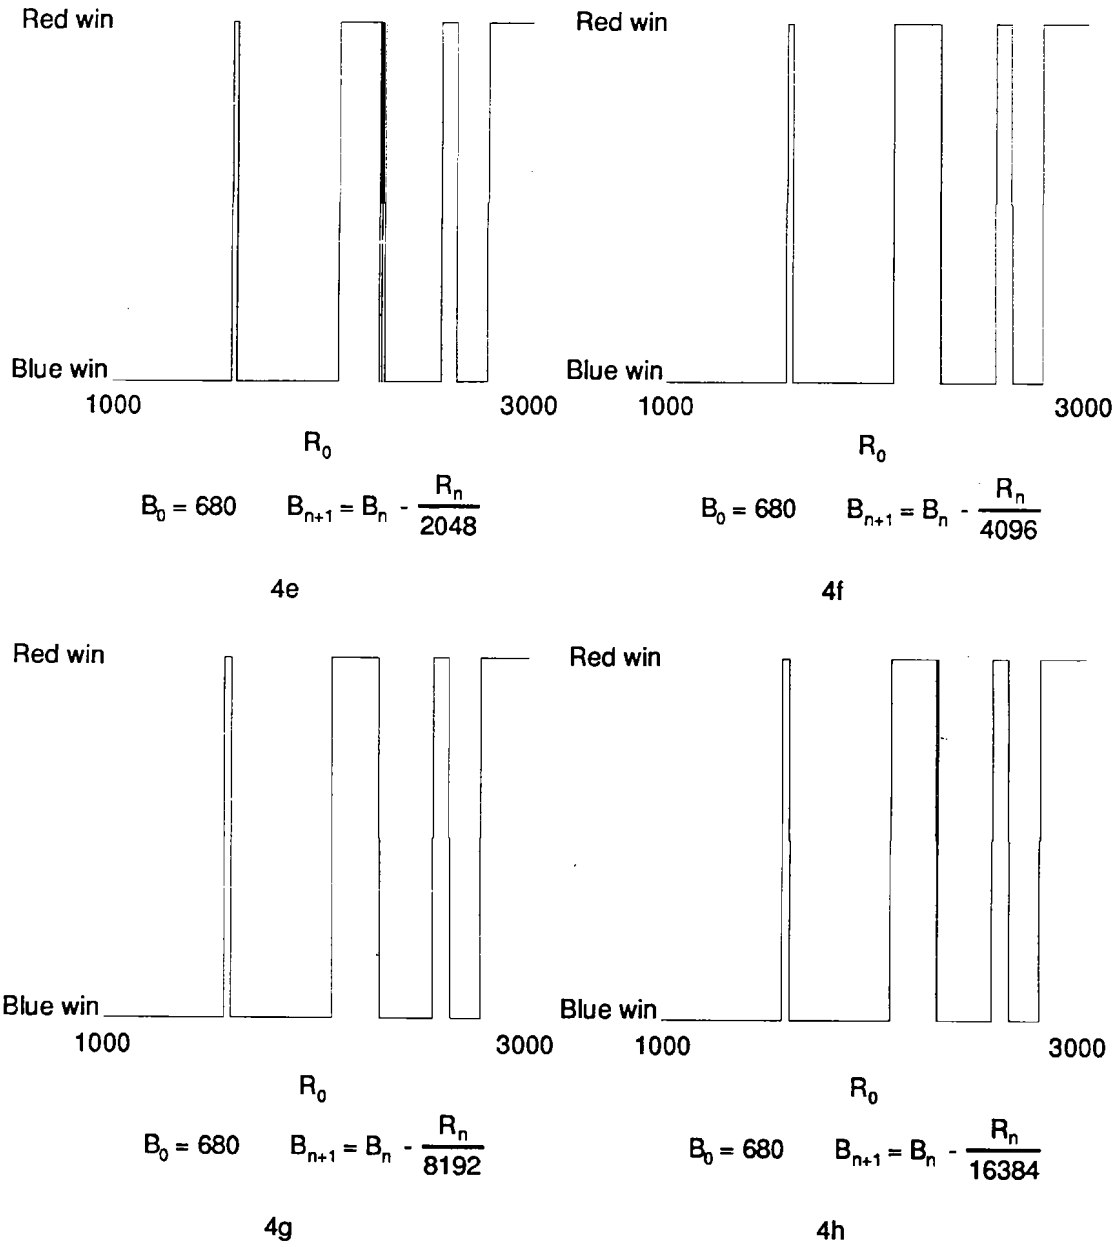 Red win
Blue win
1000 3000
R₀
B₀ = 680 Bₙ₊₁ = Bₙ - Rₙ/2048
4e
Red win
Blue win
1000 3000
R₀
B₀ = 680 Bₙ₊₁ = Bₙ - Rₙ/4096
4f
Red win
Blue win
1000 3000
R₀
B₀ = 680 Bₙ₊₁ = Bₙ - Rₙ/8192
4g
Red win
Blue win
1000 3000
R₀
B₀ = 680 Bₙ₊₁ = Bₙ - Rₙ/16384
4h